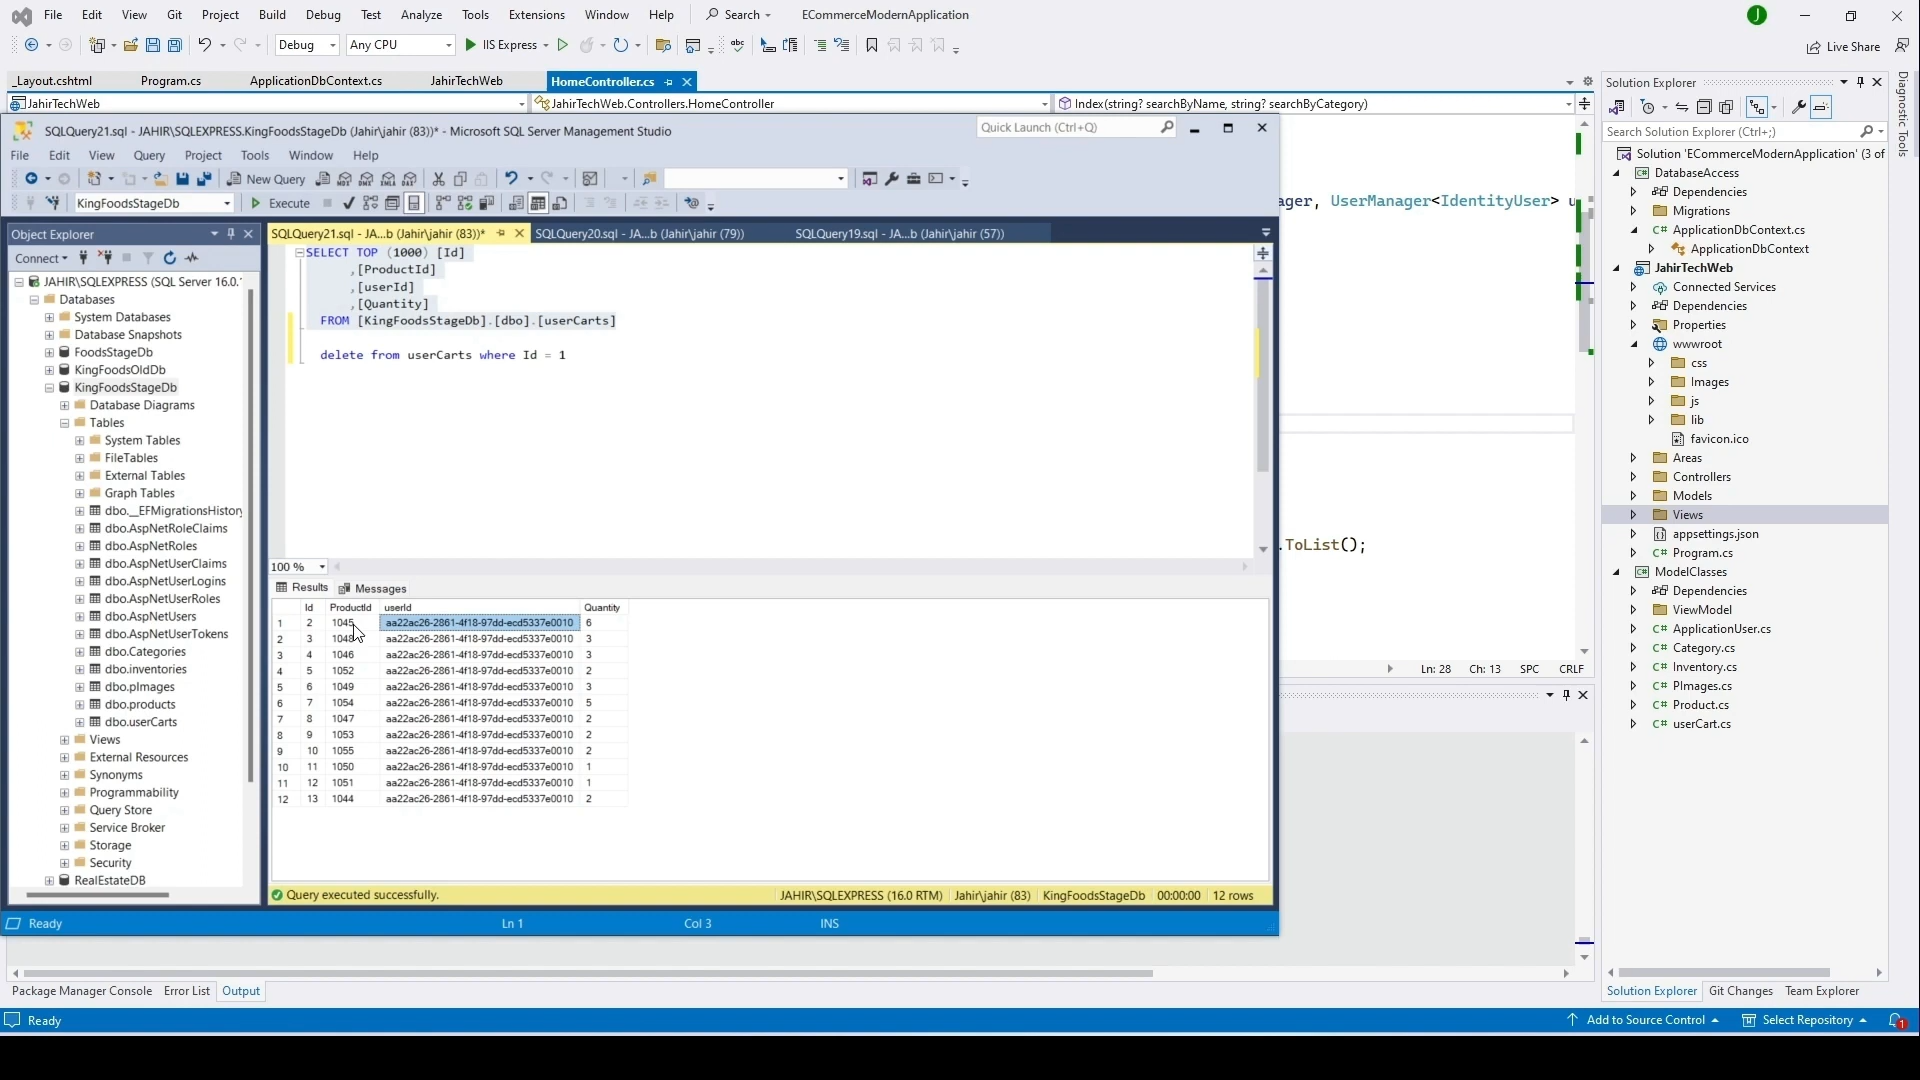 File Edit View Git Project Build Debug Test Analyze Tools Extensions Window Help Search ECommerceModernApplication J
Debug Any CPU IIS Express Live Share
_Layout.cshtml Program.cs ApplicationDbContext.cs JahirTechWeb HomeController.cs
JahirTechWeb JahirTechWeb.Controllers.HomeController Index(string? searchByName, string? searchByCategory)
SQLQuery21.sql - JAHIR\SQLEXPRESS.KingFoodsStageDb (Jahir\jahir (83))* - Microsoft SQL Server Management Studio
Quick Launch (Ctrl+Q)
File Edit View Query Project Tools Window Help
New Query
KingFoodsStageDb Execute
Object Explorer
Connect
JAHIR\SQLEXPRESS (SQL Server 16.0.
Databases
System Databases
Database Snapshots
FoodsStageDb
KingFoodsOldDb
KingFoodsStageDb
Database Diagrams
Tables
System Tables
FileTables
External Tables
Graph Tables
dbo.__EFMigrationsHistory
dbo.AspNetRoleClaims
dbo.AspNetRoles
dbo.AspNetUserClaims
dbo.AspNetUserLogins
dbo.AspNetUserRoles
dbo.AspNetUsers
dbo.AspNetUserTokens
dbo.Categories
dbo.inventories
dbo.pImages
dbo.products
dbo.userCarts
Views
External Resources
Synonyms
Programmability
Query Store
Service Broker
Storage
Security
RealEstateDB
SQLQuery21.sql - JA...b (Jahir\jahir (83))* SQLQuery20.sql - JA...b (Jahir\jahir (79)) SQLQuery19.sql - JA...b (Jahir\jahir (57))
SELECT TOP (1000) [Id]
,[ProductId]
,[userId]
,[Quantity]
FROM [KingFoodsStageDb].[dbo].[userCarts]
delete from userCarts where Id = 1
100 %
Results Messages
Id ProductId userId Quantity
1 2 1045 aa22ac26-2861-4f18-97dd-ecd5337e0010 6
2 3 1048 aa22ac26-2861-4f18-97dd-ecd5337e0010 3
3 4 1046 aa22ac26-2861-4f18-97dd-ecd5337e0010 3
4 5 1052 aa22ac26-2861-4f18-97dd-ecd5337e0010 2
5 6 1049 aa22ac26-2861-4f18-97dd-ecd5337e0010 3
6 7 1054 aa22ac26-2861-4f18-97dd-ecd5337e0010 5
7 8 1047 aa22ac26-2861-4f18-97dd-ecd5337e0010 2
8 9 1053 aa22ac26-2861-4f18-97dd-ecd5337e0010 2
9 10 1055 aa22ac26-2861-4f18-97dd-ecd5337e0010 2
10 11 1050 aa22ac26-2861-4f18-97dd-ecd5337e0010 1
11 12 1051 aa22ac26-2861-4f18-97dd-ecd5337e0010 1
12 13 1044 aa22ac26-2861-4f18-97dd-ecd5337e0010 2
Query executed successfully. JAHIR\SQLEXPRESS (16.0 RTM) Jahir\jahir (83) KingFoodsStageDb 00:00:00 12 rows
Ready Ln 1 Col 3 INS
ager, UserManager<IdentityUser> u
.ToList();
Ln: 28 Ch: 13 SPC CRLF
Solution Explorer
Search Solution Explorer (Ctrl+;)
Solution 'ECommerceModernApplication' (3 of
DatabaseAccess
Dependencies
Migrations
ApplicationDbContext.cs
ApplicationDbContext
JahirTechWeb
Connected Services
Dependencies
Properties
wwwroot
css
Images
js
lib
favicon.ico
Areas
Controllers
Models
Views
appsettings.json
Program.cs
ModelClasses
Dependencies
ViewModel
ApplicationUser.cs
Category.cs
Inventory.cs
PImages.cs
Product.cs
userCart.cs
Diagnostic Tools
Package Manager Console Error List Output
Solution Explorer Git Changes Team Explorer
Ready Add to Source Control Select Repository 1